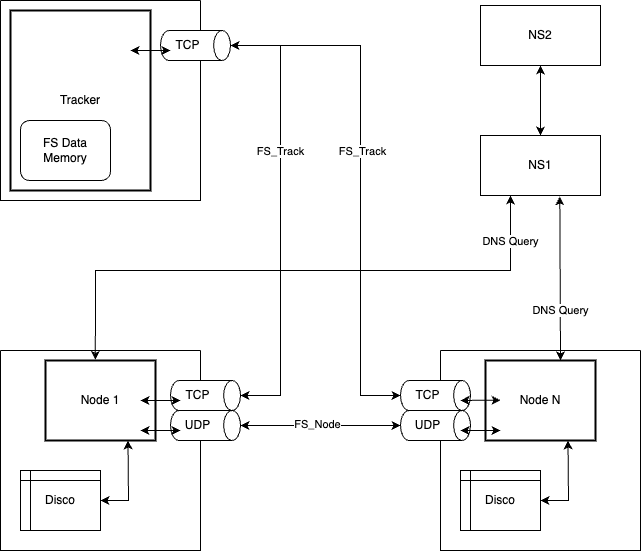 TCP
NS2
Tracker
FS Data
Memory
FS_Track
FS_Track
NS1
DNS Query
DNS Query
Node 1
TCP
UDP
FS_Node
TCP
UDP
Node N
Disco
Disco